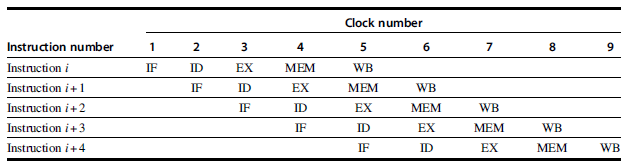 Clock number
Instruction number 1 2 3 4 5 6 7 8 9
Instruction i IF ID EX MEM WB
Instruction i + 1 IF ID EX MEM WB
Instruction i + 2 IF ID EX MEM WB
Instruction i + 3 IF ID EX MEM WB
Instruction i + 4 IF ID EX MEM WB